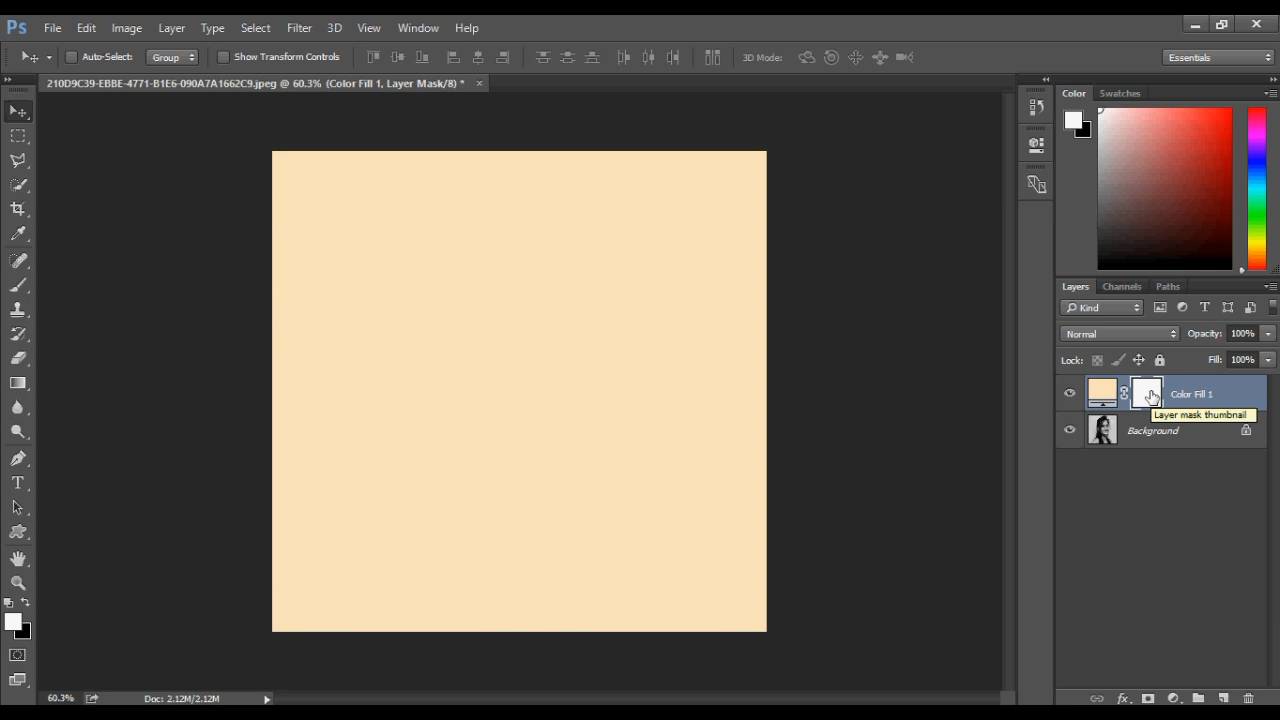 Ps File Edit Image Layer Type Select Filter 3D View Window Help
Auto-Select: Group Show Transform Controls 3D Mode: Essentials
210D9C39-EBBE-4771-B1E6-090A7A1662C9.jpeg @ 60.3% (Color Fill 1, Layer Mask/8) * ×
Color Swatches
Layers Channels Paths
Kind T
Normal Opacity: 100%
Lock: Fill: 100%
Color Fill 1
Layer mask thumbnail
Background
T
60.3% Doc: 2.12M/2.12M fx